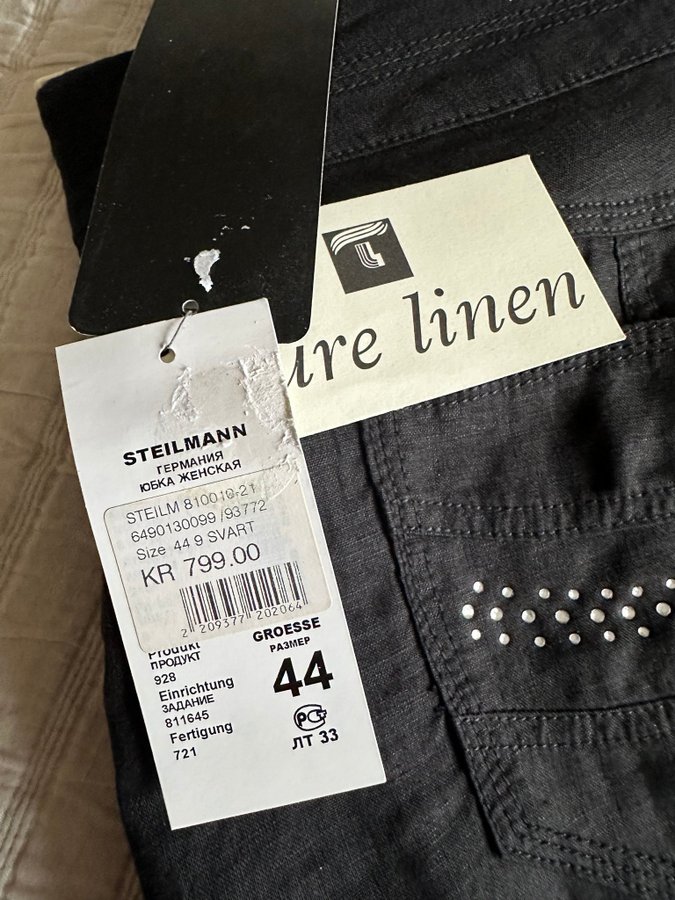 ure linen
STEILMANN
ГЕРМАНИЯ
ЮБКА ЖЕНСКАЯ
STEILM 810010-21
6490130099 /93772
Size 44 9 SVART
KR 799.00
2 209377 202064
Produkt
ПРОДУКТ
928
Einrichtung
ЗАДАНИЕ
811645
Fertigung
721
GROESSE
РАЗМЕР
44
РСТ
ЛТ 33